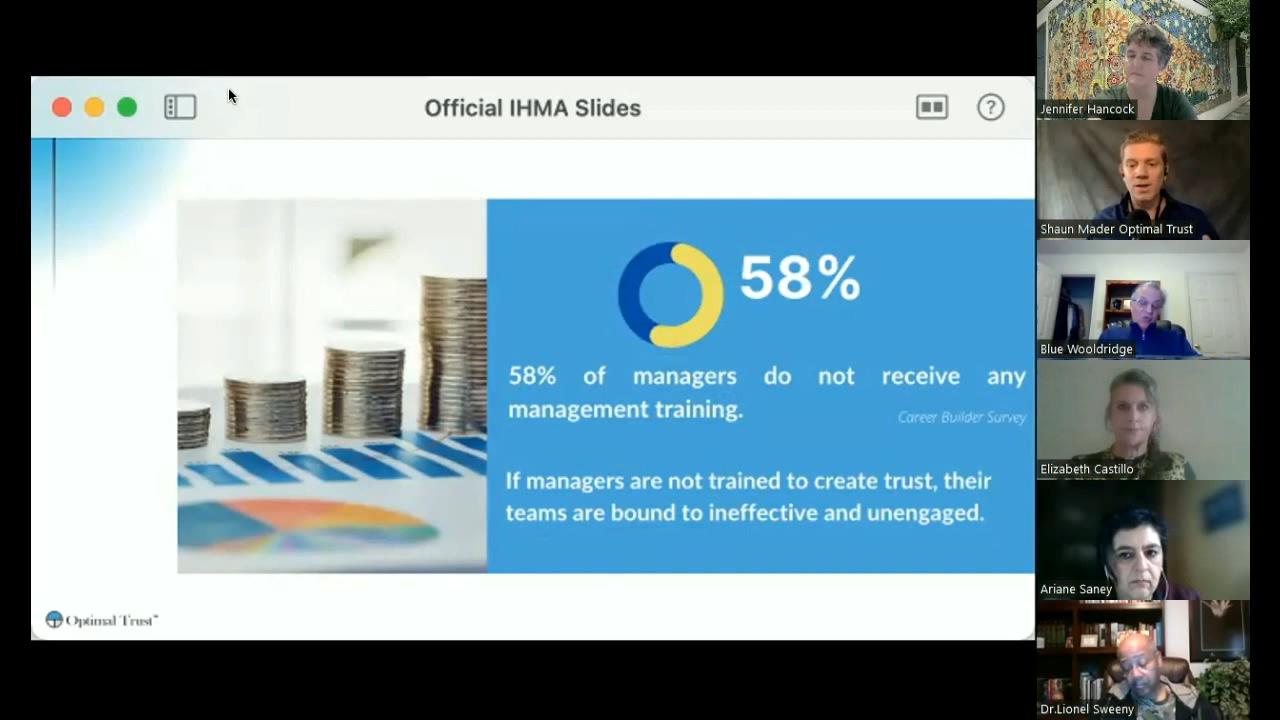 Official IHMA Slides
58%
58% of managers do not receive any
management training.
Career Builder Survey
If managers are not trained to create trust, their
teams are bound to ineffective and unengaged.
Optimal Trust™
Jennifer Hancock
Shaun Mader Optimal Trust
Blue Wooldridge
Elizabeth Castillo
Ariane Saney
Dr.Lionel Sweeny